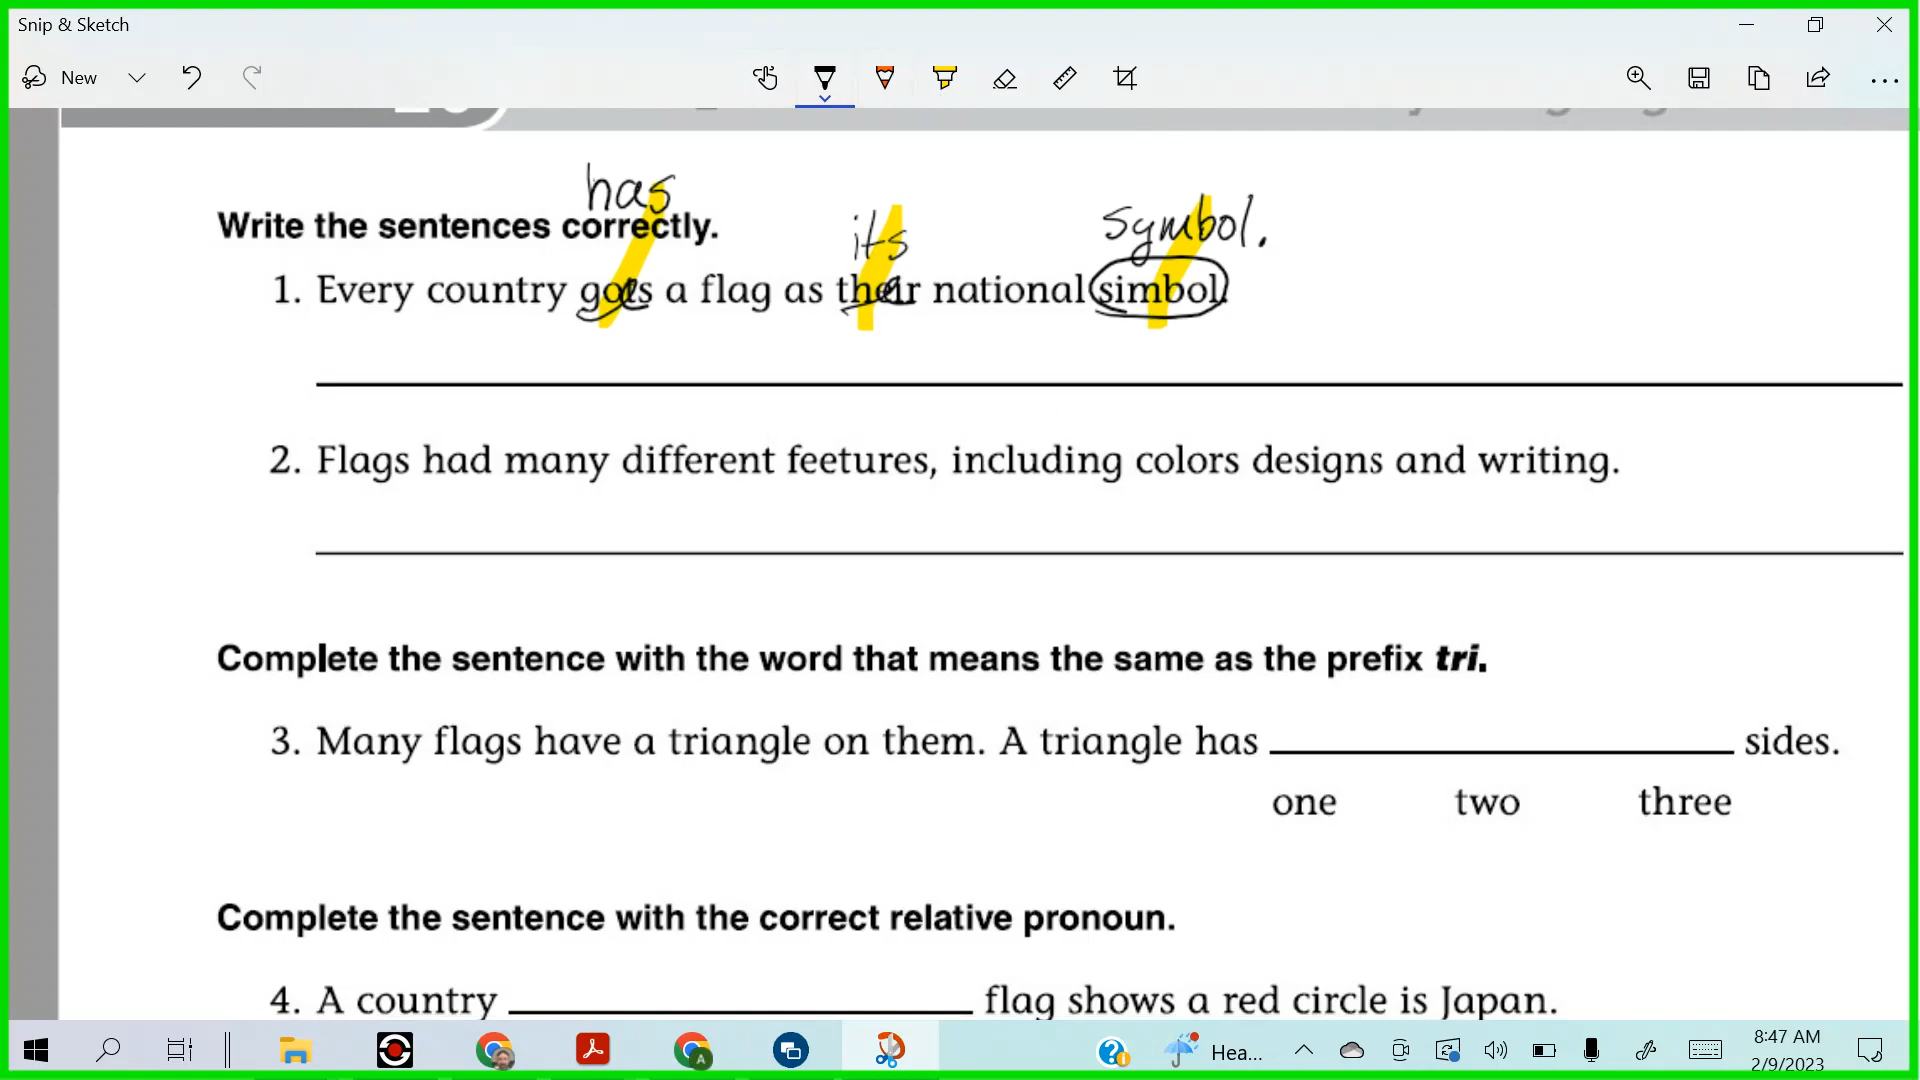 Snip & Sketch
New
has
Write the sentences correctly.
its
symbol.
1. Every country gots a flag as their national simbol.
2. Flags had many different feetures, including colors designs and writing.
Complete the sentence with the word that means the same as the prefix tri.
3. Many flags have a triangle on them. A triangle has ____ sides.
one two three
Complete the sentence with the correct relative pronoun.
4. A country ____ flag shows a red circle is Japan.
A
Hea...
8:47 AM
2/9/2023